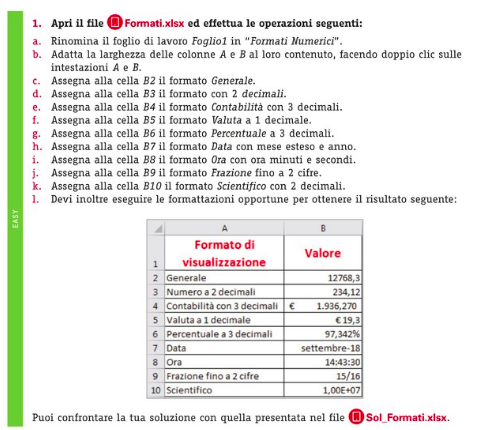 1. Apri il file Formati.xlsx ed effettua le operazioni seguenti:
a. Rinomina il foglio di lavoro Foglio1 in "Formati Numerici".
b. Adatta la larghezza delle colonne A e B al loro contenuto, facendo doppio clic sulle
intestazioni A e B.
c. Assegna alla cella B2 il formato Generale.
d. Assegna alla cella B3 il formato con 2 decimali.
e. Assegna alla cella B4 il formato Contabilità con 3 decimali.
f. Assegna alla cella B5 il formato Valuta a 1 decimale.
g. Assegna alla cella B6 il formato Percentuale a 3 decimali.
h. Assegna alla cella B7 il formato Data con mese esteso e anno.
i. Assegna alla cella B8 il formato Ora con ora minuti e secondi.
j. Assegna alla cella B9 il formato Frazione fino a 2 cifre.
k. Assegna alla cella B10 il formato Scientifico con 2 decimali.
l. Devi inoltre eseguire le formattazioni opportune per ottenere il risultato seguente:
EASY
A B
Formato di
visualizzazione Valore
1
2 Generale 12768,3
3 Numero a 2 decimali 234,12
4 Contabilità con 3 decimali € 1.936,270
5 Valuta a 1 decimale € 19,3
6 Percentuale a 3 decimali 97,342%
7 Data settembre-18
8 Ora 14:43:30
9 Frazione fino a 2 cifre 15/16
10 Scientifico 1,00E+07
Puoi confrontare la tua soluzione con quella presentata nel file Sol_Formati.xlsx.